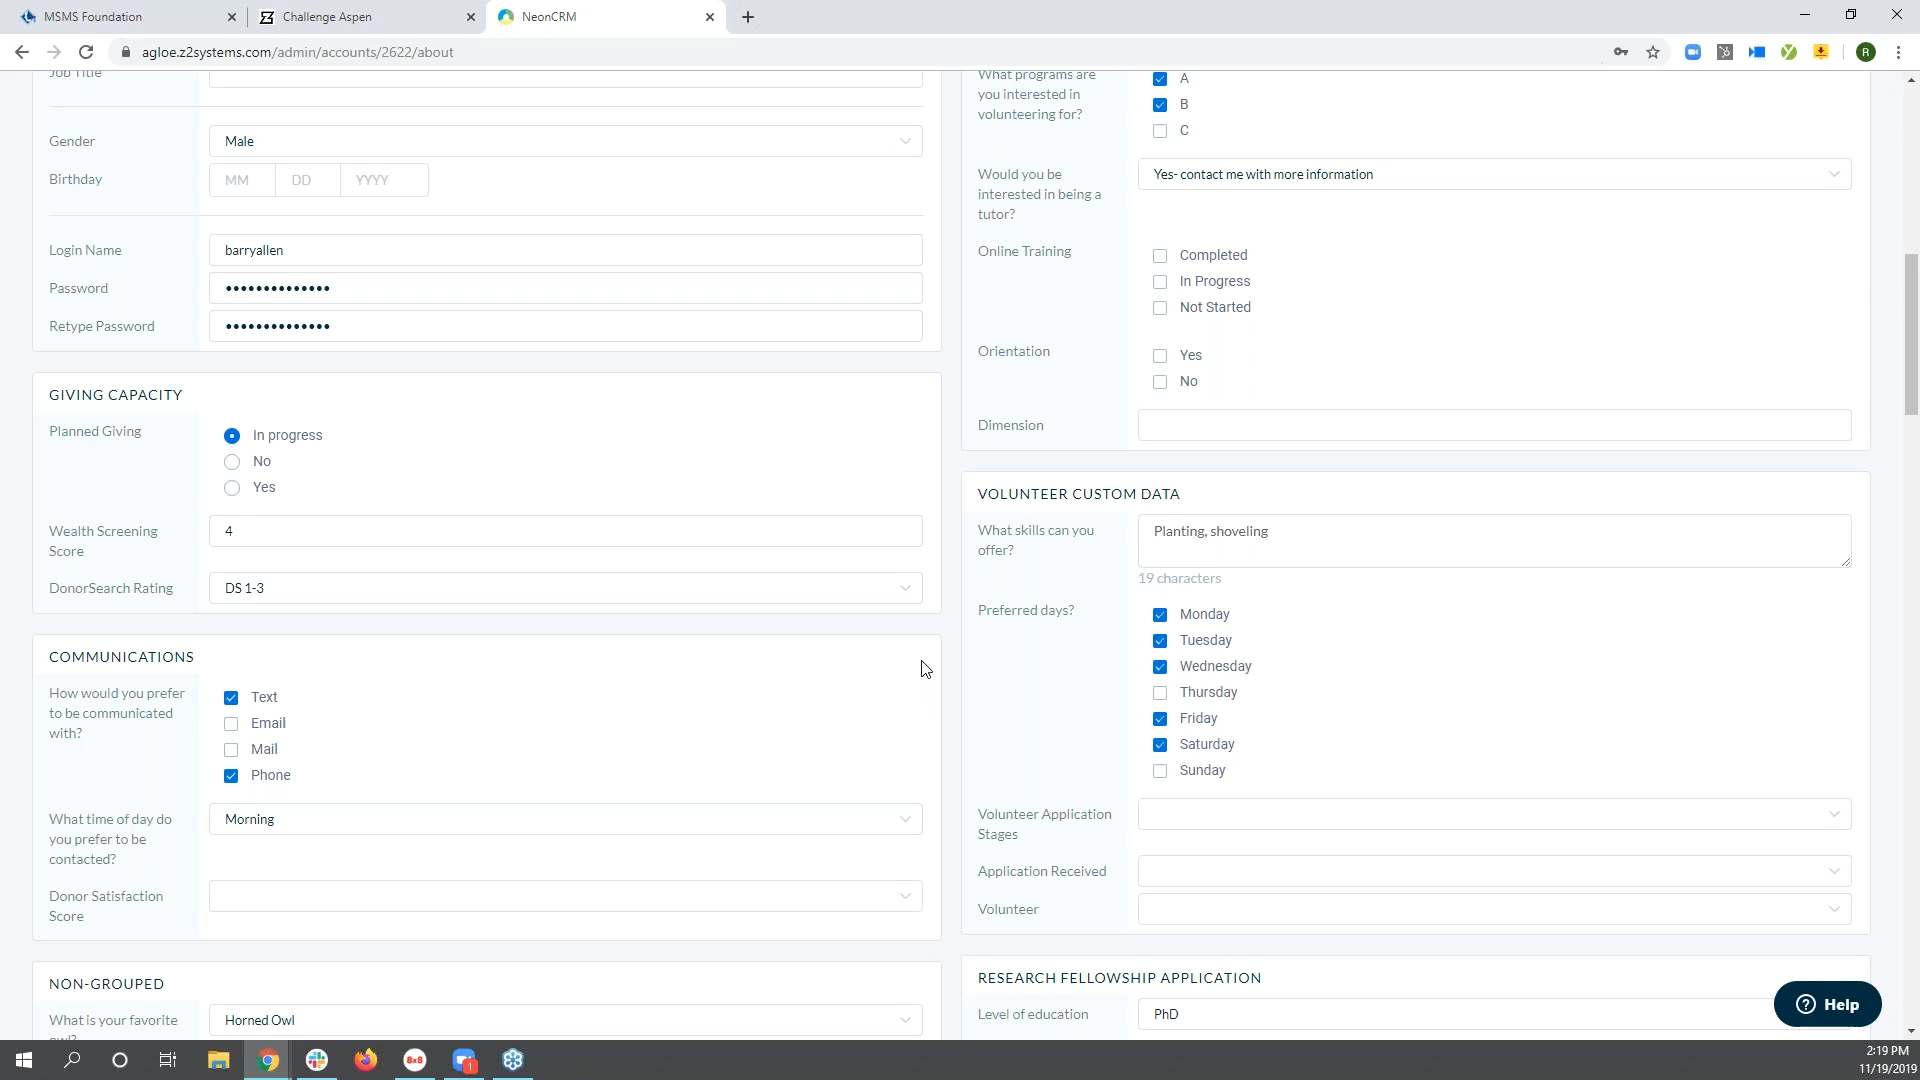 MSMS Foundation
Challenge Aspen
NeonCRM
agloe.z2systems.com/admin/accounts/2622/about
R
Job Title
Gender
Male
Birthday
MM
DD
YYYY
Login Name
barryallen
Password
••••••••••••••
Retype Password
••••••••••••••
GIVING CAPACITY
Planned Giving
In progress
No
Yes
Wealth Screening
Score
4
DonorSearch Rating
DS 1-3
COMMUNICATIONS
How would you prefer
to be communicated
with?
Text
Email
Mail
Phone
What time of day do
you prefer to be
contacted?
Morning
Donor Satisfaction
Score
NON-GROUPED
What is your favorite
owl?
Horned Owl
What programs are
you interested in
volunteering for?
A
B
C
Would you be
interested in being a
tutor?
Yes- contact me with more information
Online Training
Completed
In Progress
Not Started
Orientation
Yes
No
Dimension
VOLUNTEER CUSTOM DATA
What skills can you
offer?
Planting, shoveling
19 characters
Preferred days?
Monday
Tuesday
Wednesday
Thursday
Friday
Saturday
Sunday
Volunteer Application
Stages
Application Received
Volunteer
RESEARCH FELLOWSHIP APPLICATION
Level of education
PhD
Help
8x8
1
2:19 PM
11/19/2019